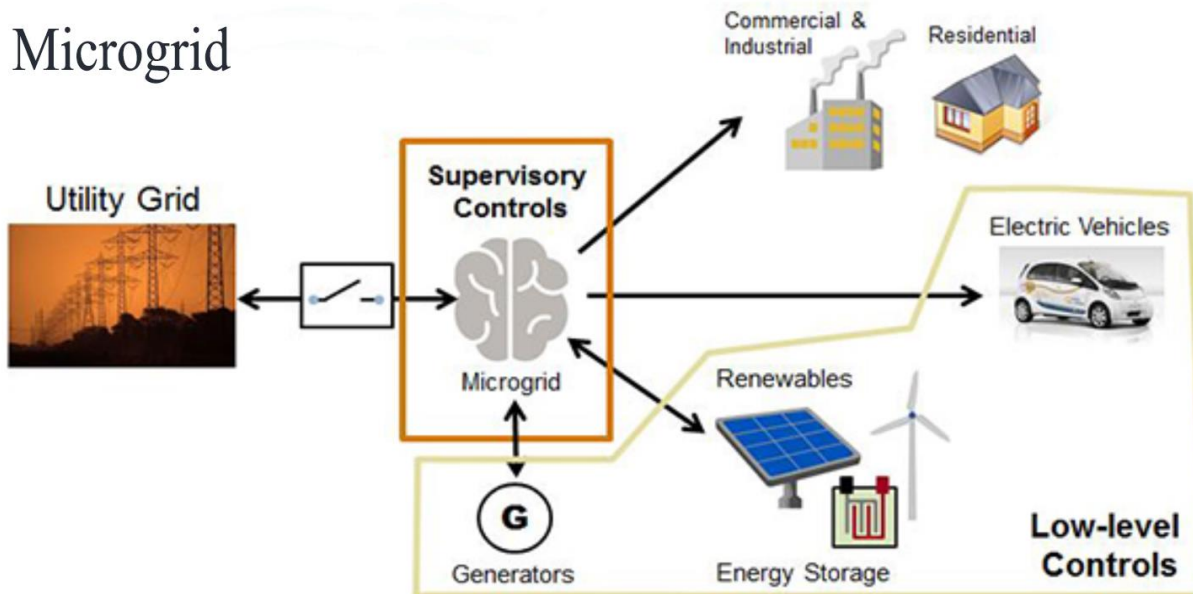 Microgrid
Commercial &
Industrial
Residential
Supervisory
Controls
Utility Grid
Electric Vehicles
Microgrid
Renewables
G
Generators
Energy Storage
Low-level
Controls